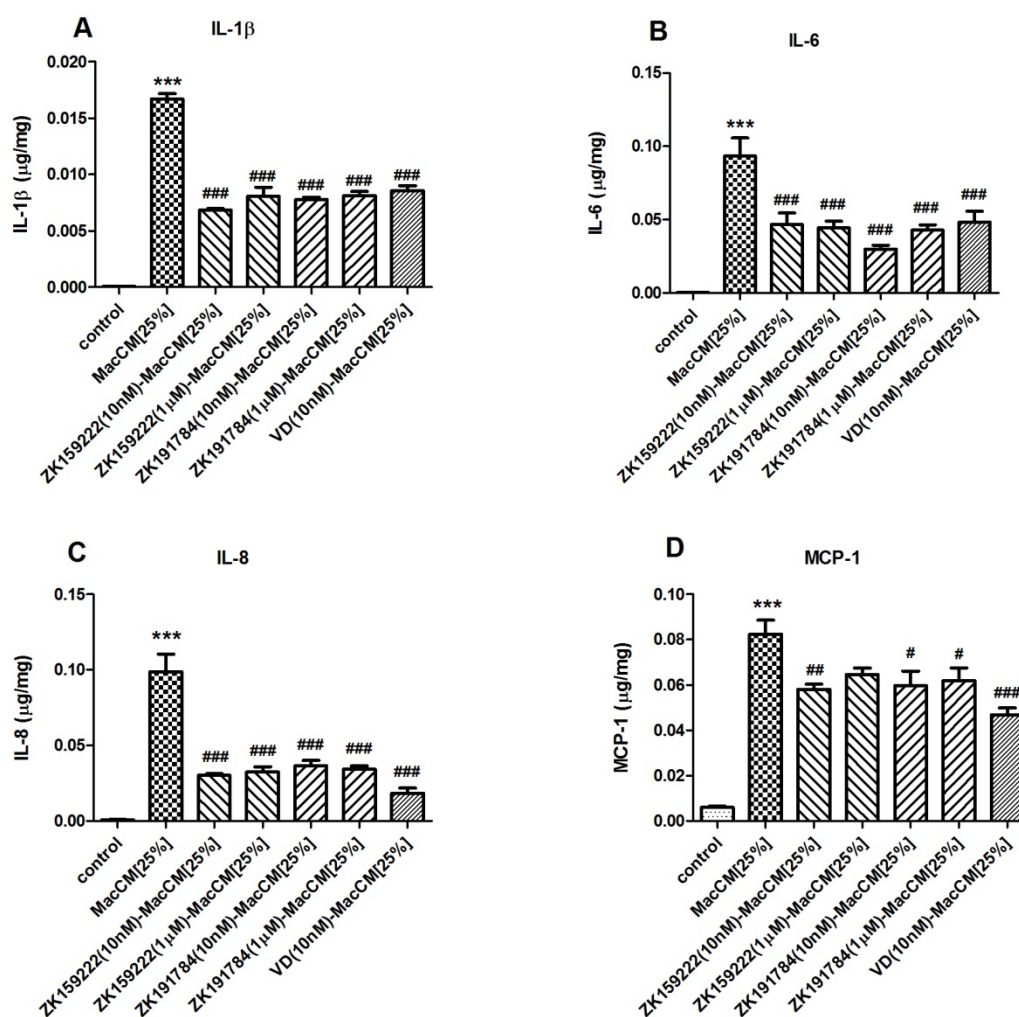 A
IL-1β
IL-1β (μg/mg)
0.020
0.015
0.010
0.005
0.000
***
###
###
###
###
###
control
MacCM[25%]
ZK159222(10nM)-MacCM[25%]
ZK159222(1μM)-MacCM[25%]
ZK191784(10nM)-MacCM[25%]
ZK191784(1μM)-MacCM[25%]
VD(10nM)-MacCM[25%]
B
IL-6
IL-6 (μg/mg)
0.15
0.10
0.05
0.00
***
###
###
###
###
###
control
MacCM[25%]
ZK159222(10nM)-MacCM[25%]
ZK159222(1μM)-MacCM[25%]
ZK191784(10nM)-MacCM[25%]
ZK191784(1μM)-MacCM[25%]
VD(10nM)-MacCM[25%]
C
IL-8
IL-8 (μg/mg)
0.15
0.10
0.05
0.00
***
###
###
###
###
###
control
MacCM[25%]
ZK159222(10nM)-MacCM[25%]
ZK159222(1μM)-MacCM[25%]
ZK191784(10nM)-MacCM[25%]
ZK191784(1μM)-MacCM[25%]
VD(10nM)-MacCM[25%]
D
MCP-1
MCP-1 (μg/mg)
0.10
0.08
0.06
0.04
0.02
0.00
***
##
#
#
###
control
MacCM[25%]
ZK159222(10nM)-MacCM[25%]
ZK159222(1μM)-MacCM[25%]
ZK191784(10nM)-MacCM[25%]
ZK191784(1μM)-MacCM[25%]
VD(10nM)-MacCM[25%]